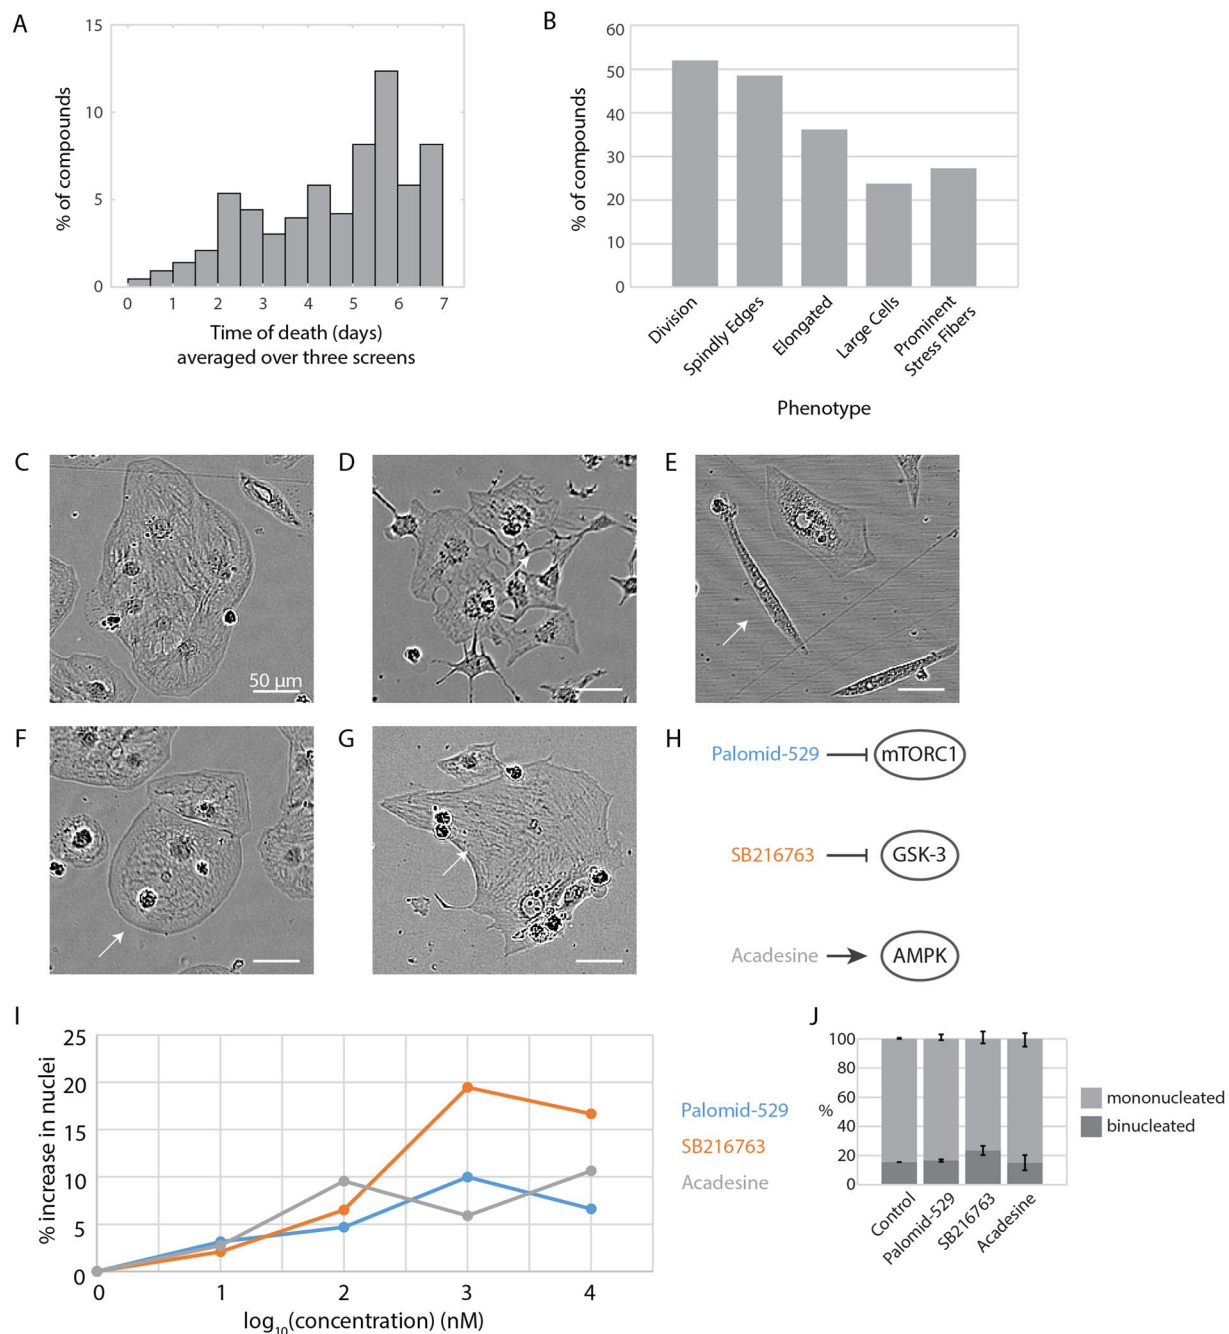 A
15
10
5
0
% of compounds
0 1 2 3 4 5 6 7
Time of death (days)
averaged over three screens
B
60
50
40
30
20
10
0
% of compounds
Division
Spindly Edges
Elongated
Large Cells
Prominent
Stress Fibers
Phenotype
C
50 µm
D
E
F
G
H
Palomid-529
mTORC1
SB216763
GSK-3
Acadesine
AMPK
I
25
20
15
10
5
0
% increase in nuclei
0 1 2 3 4
log10(concentration) (nM)
Palomid-529
SB216763
Acadesine
J
100
80
60
40
20
0
%
Control
Palomid-529
SB216763
Acadesine
mononucleated
binucleated